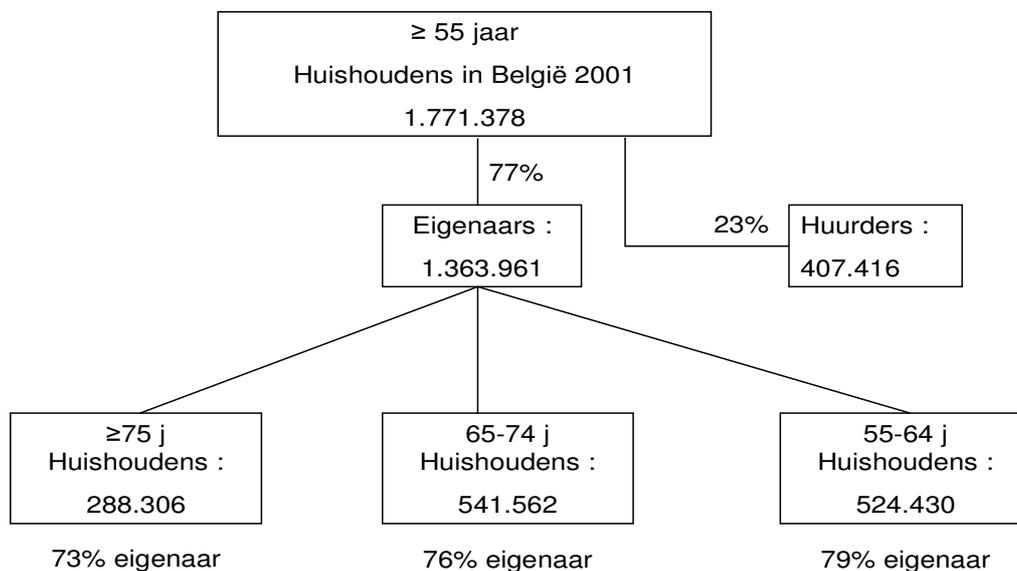 ≥ 55 jaar
Huishoudens in België 2001
1.771.378
77%
Eigenaars :
1.363.961
23%
Huurders :
407.416
≥75 j
Huishoudens :
288.306
73% eigenaar
65-74 j
Huishoudens :
541.562
76% eigenaar
55-64 j
Huishoudens :
524.430
79% eigenaar